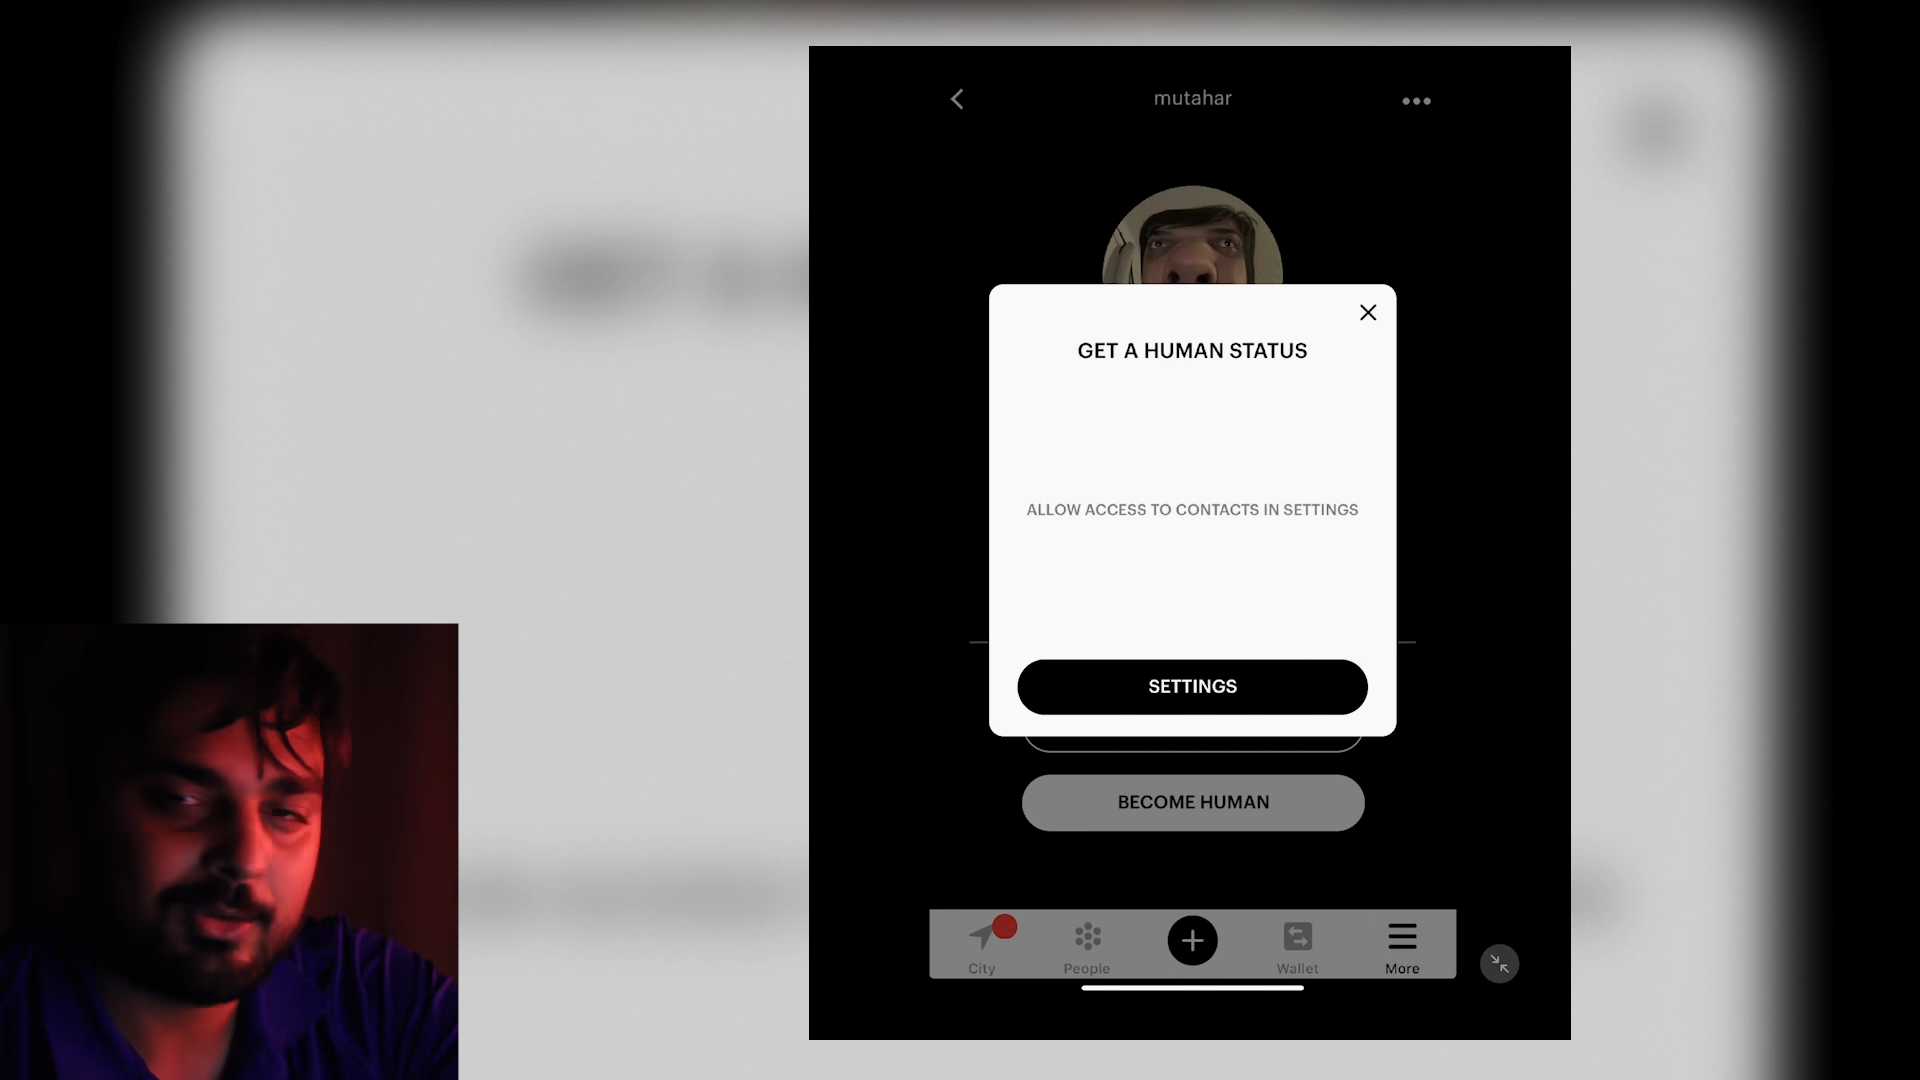 mutahar
GET A HUMAN STATUS
ALLOW ACCESS TO CONTACTS IN SETTINGS
SETTINGS
BECOME HUMAN
City
People
Wallet
More